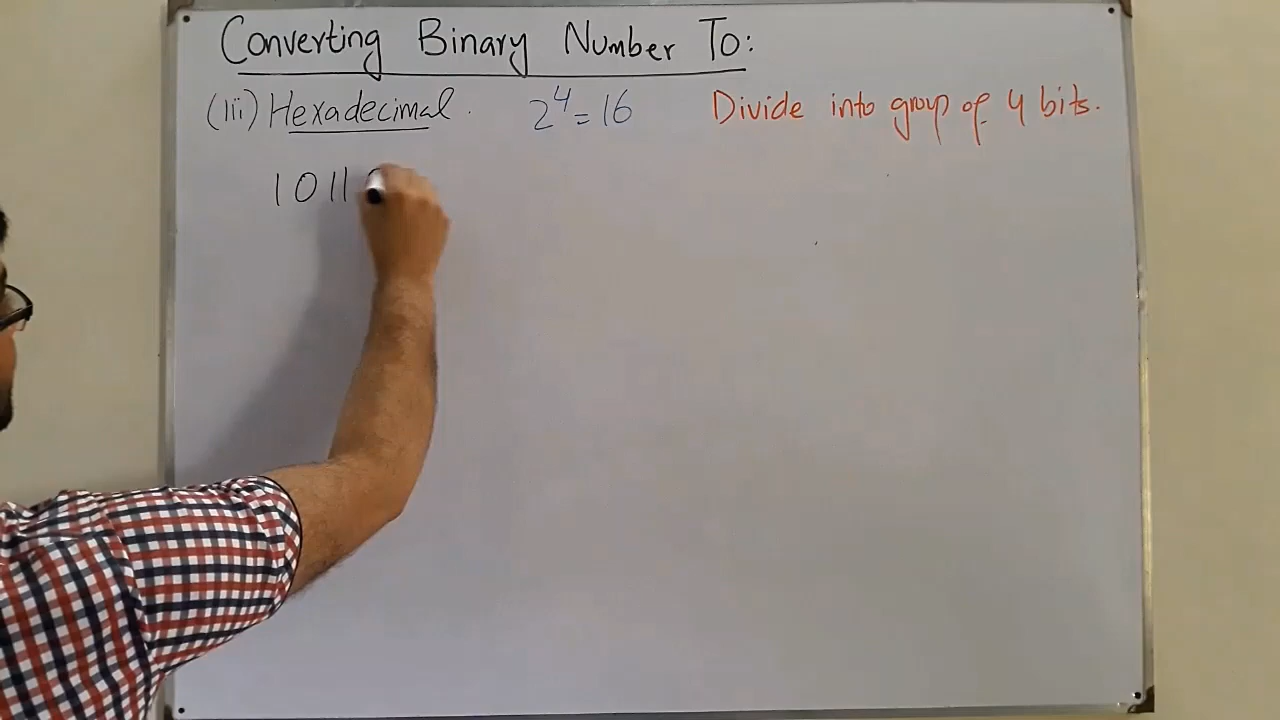 Converting Binary Number To:
(iii) Hexadecimal. 2⁴=16 Divide into group of 4 bits.
1011